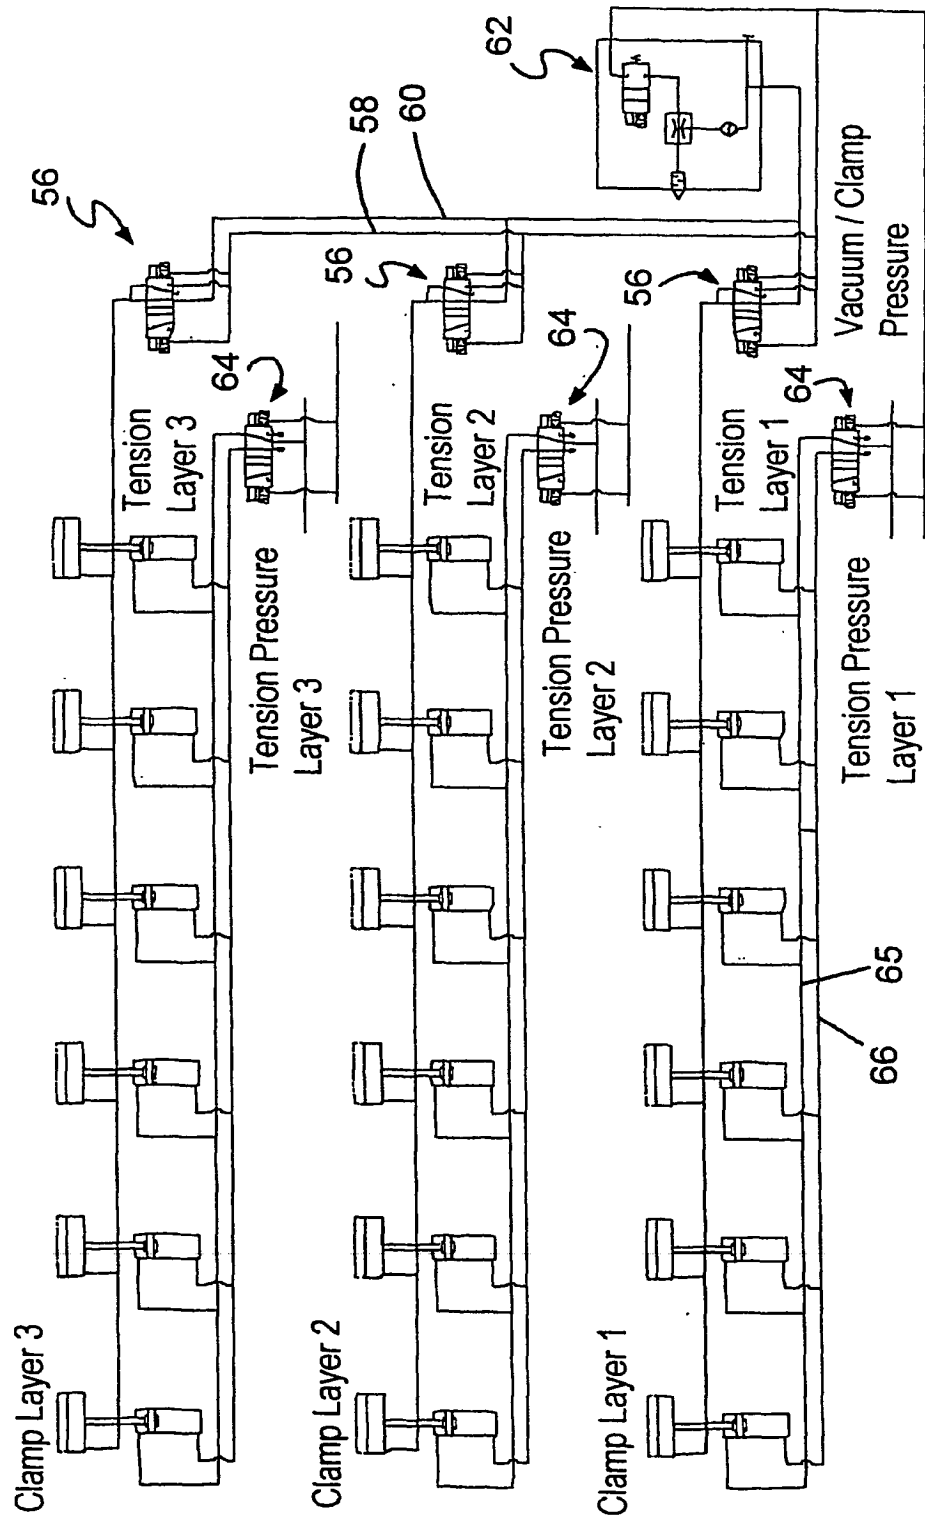 Clamp Layer 3
Tension
Layer 3
56
64
Tension Pressure
Layer 3
58
60
62
Clamp Layer 2
Tension
Layer 2
56
64
Tension Pressure
Layer 2
Clamp Layer 1
Tension
Layer 1
56
64
Vacuum / Clamp
Pressure
Tension Pressure
Layer 1
65
66